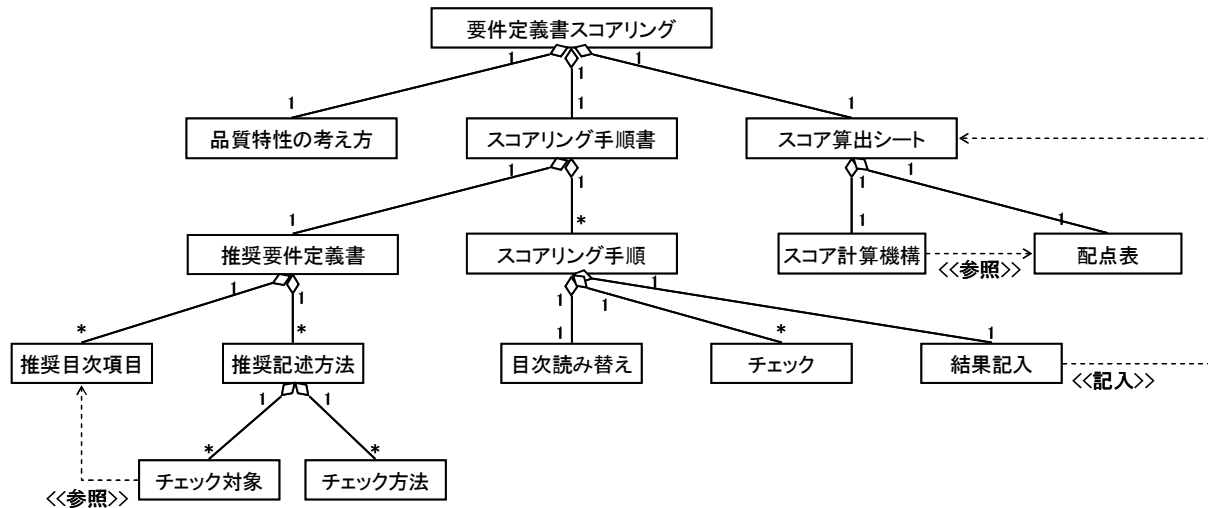 要件定義書スコアリング
1 1 1
1 1 1
品質特性の考え方 スコアリング手順書 スコア算出シート
1 1 1 1
1 * 1 1
推奨要件定義書 スコアリング手順 スコア計算機構 配点表
<<参照>>
1 1 1 1 1
* * 1 * 1
推奨目次項目 推奨記述方法 目次読み替え チェック 結果記入
<<記入>>
1 1
* *
チェック対象 チェック方法
<<参照>>